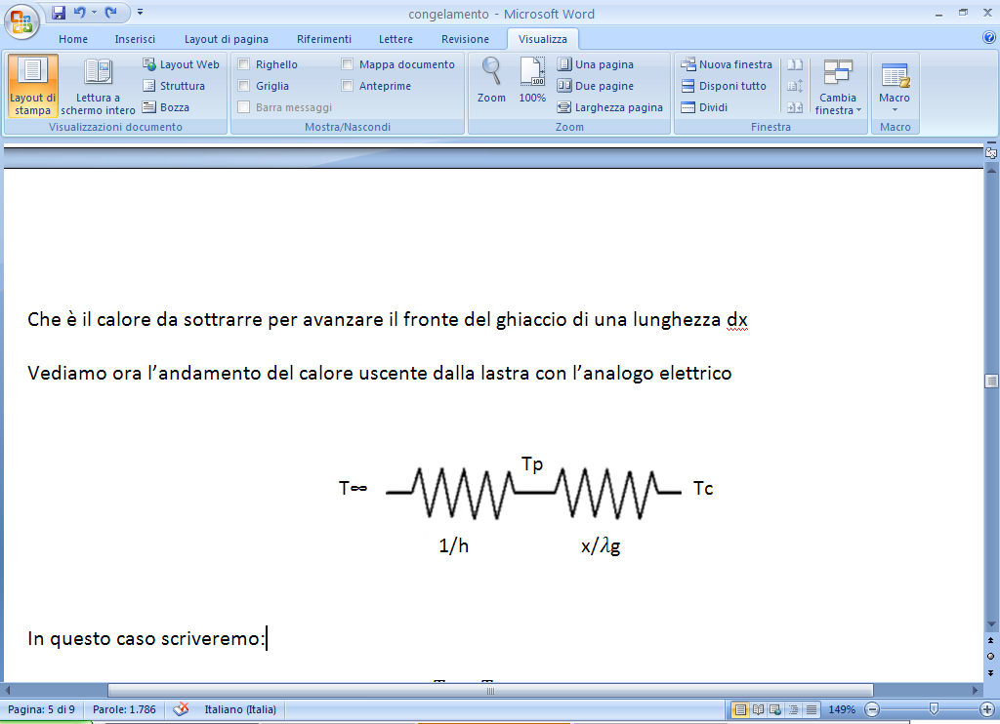 congelamento - Microsoft Word
Home Inserisci Layout di pagina Riferimenti Lettere Revisione Visualizza
Layout di stampa
Lettura a schermo intero
Layout Web
Struttura
Bozza
Visualizzazioni documento
Righello
Griglia
Barra messaggi
Mappa documento
Anteprime
Mostra/Nascondi
Zoom
100%
Una pagina
Due pagine
Larghezza pagina
Zoom
Nuova finestra
Disponi tutto
Dividi
Cambia finestra
Finestra
Macro
Macro
Che è il calore da sottrarre per avanzare il fronte del ghiaccio di una lunghezza dx
Vediamo ora l’andamento del calore uscente dalla lastra con l’analogo elettrico
Tp
T∞ Tc
1/h x/λg
In questo caso scriveremo:
Pagina: 5 di 9 Parole: 1.786 Italiano (Italia) 149%